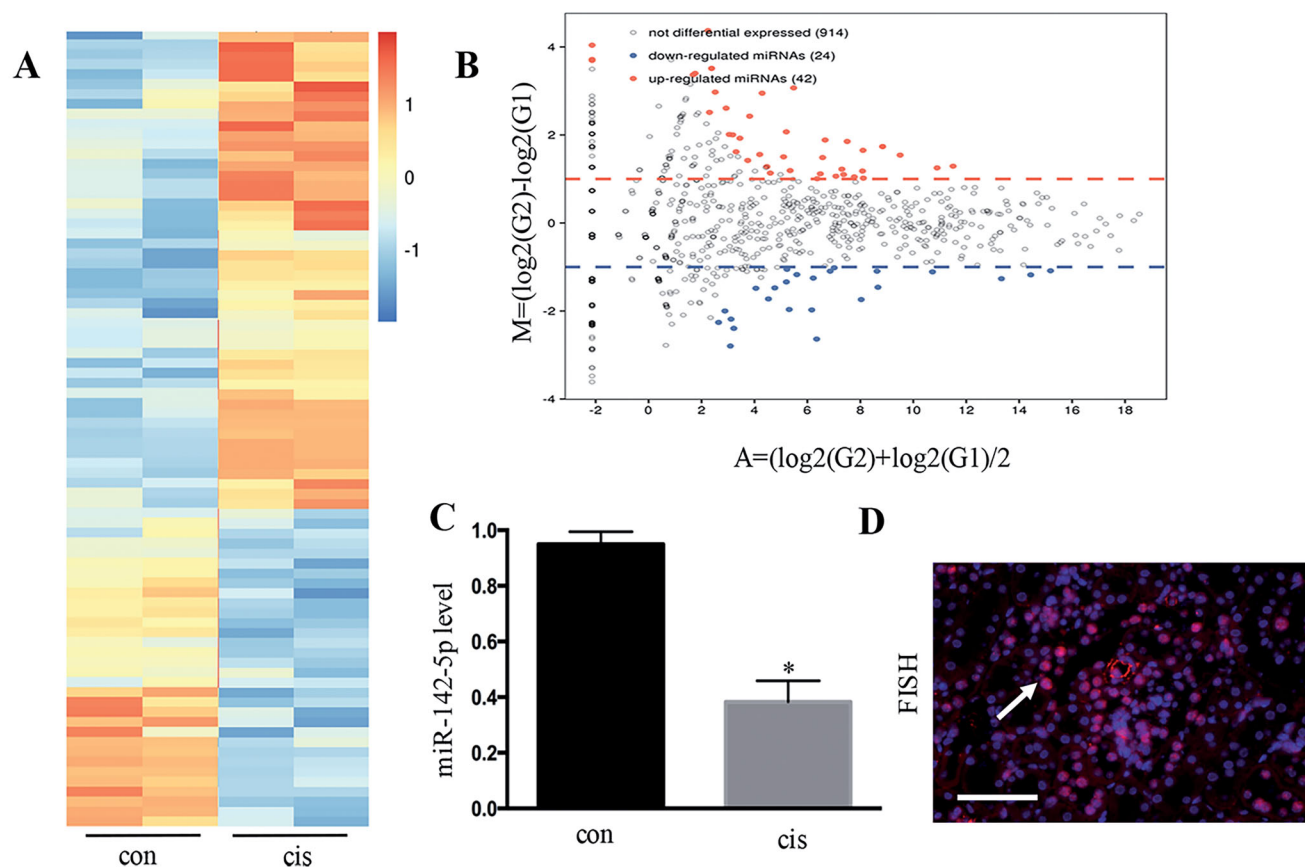 A
1
0
-1
con
cis
B
not differential expressed (914)
down-regulated miRNAs (24)
up-regulated miRNAs (42)
M=(log2(G2)-log2(G1)
4
2
0
-2
-4
-2
0
2
4
6
8
10
12
14
16
18
A=(log2(G2)+log2(G1)/2
C
miR-142-5p level
1.0
0.8
0.6
0.4
0.2
0.0
*
con
cis
D
FISH